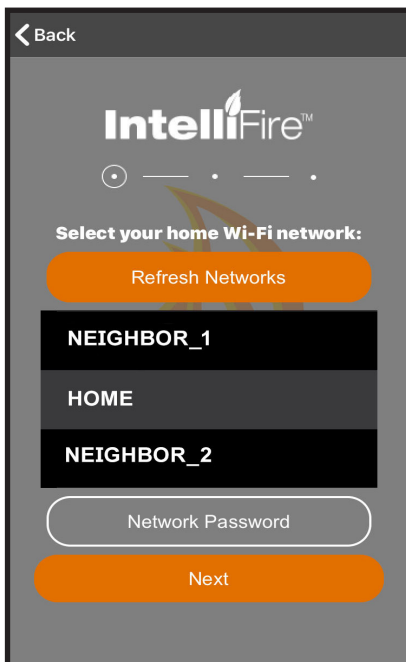 Back
IntelliFire™
Select your home Wi-Fi network:
Refresh Networks
NEIGHBOR_1
HOME
NEIGHBOR_2
Network Password
Next